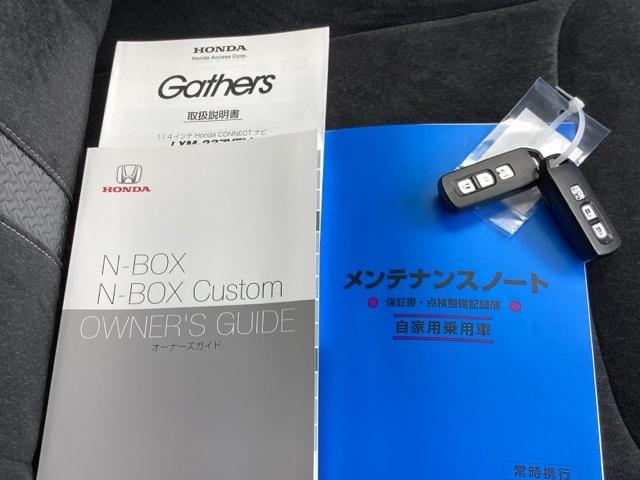 HONDA
Honda Access Corp.
Gathers
取扱説明書
11.4 インチ Honda CONNECT ナビ
HONDA
N-BOX
N-BOX Custom
OWNER'S GUIDE
オーナーズガイド
メンテナンスノート
保証書・点検整備記録簿
自家用乗用車
常時携行